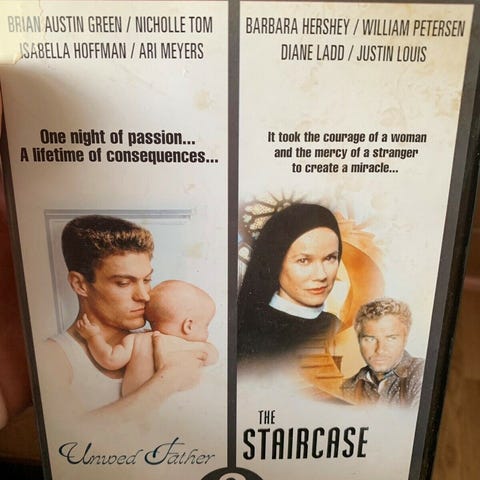 BRIAN AUSTIN GREEN / NICHOLLE TOM
ISABELLA HOFFMAN / ARI MEYERS
One night of passion...
A lifetime of consequences...
Unwed Father
BARBARA HERSHEY / WILLIAM PETERSEN
DIANE LADD / JUSTIN LOUIS
It took the courage of a woman
and the mercy of a stranger
to create a miracle...
THE
STAIRCASE